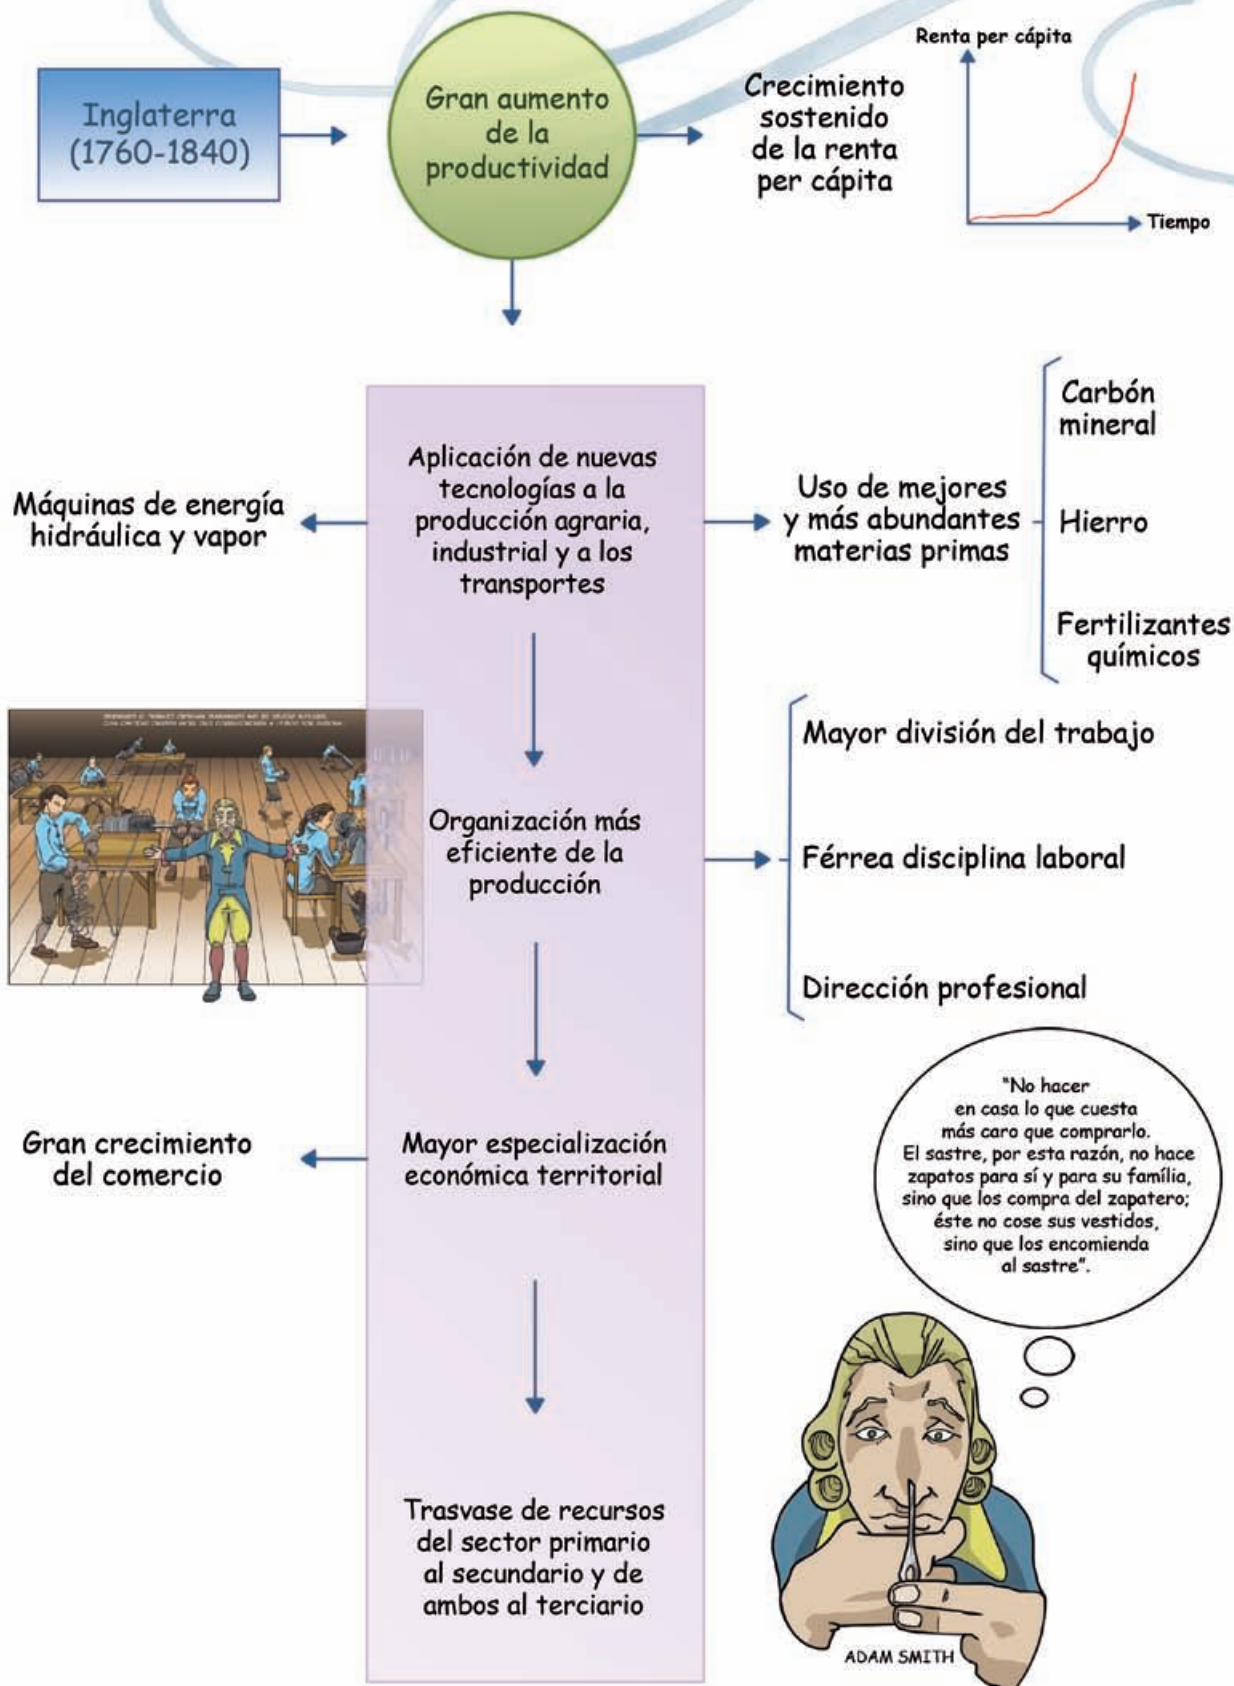 Renta per cápita
Inglaterra
(1760-1840)
Gran aumento
de la
productividad
Crecimiento
sostenido
de la renta
per cápita
Tiempo
Máquinas de energía
hidráulica y vapor
Aplicación de nuevas
tecnologías a la
producción agraria,
industrial y a los
transportes
Uso de mejores
y más abundantes
materias primas
Carbón
mineral
Hierro
Fertilizantes
químicos
Organización más
eficiente de la
producción
Mayor división del trabajo
Férrea disciplina laboral
Dirección profesional
Gran crecimiento
del comercio
Mayor especialización
económica territorial
"No hacer
en casa lo que cuesta
más caro que comprarlo.
El sastre, por esta razón, no hace
zapatos para sí y para su família,
sino que los compra del zapatero;
éste no cose sus vestidos,
sino que los encomienda
al sastre".
Trasvase de recursos
del sector primario
al secundario y de
ambos al terciario
ADAM SMITH